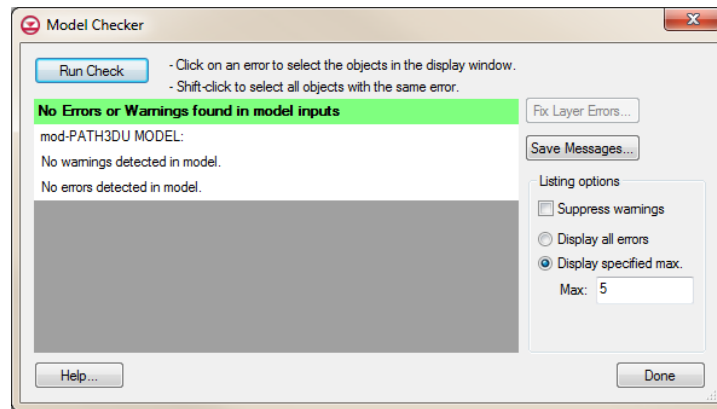 Model Checker
Run Check
- Click on an error to select the objects in the display window.
- Shift-click to select all objects with the same error.
No Errors or Warnings found in model inputs
mod-PATH3DU MODEL:
No warnings detected in model.
No errors detected in model.
Fix Layer Errors...
Save Messages...
Listing options
Suppress warnings
Display all errors
Display specified max.
Max: 5
Help...
Done